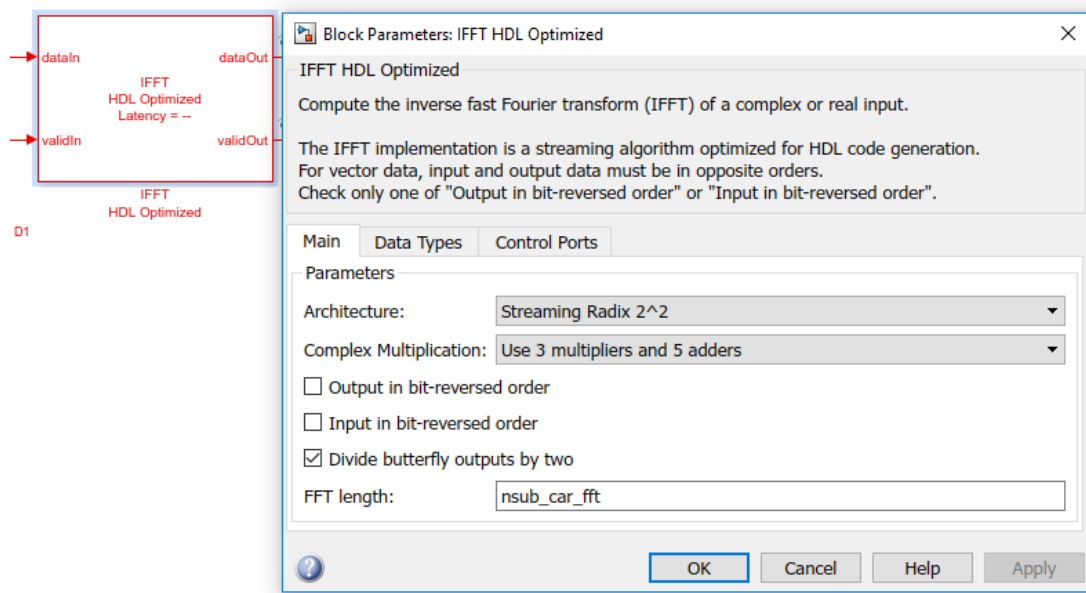 dataIn
dataOut
IFFT
HDL Optimized
Latency = --
validIn
validOut
IFFT
HDL Optimized
D1
Block Parameters: IFFT HDL Optimized
IFFT HDL Optimized
Compute the inverse fast Fourier transform (IFFT) of a complex or real input.
The IFFT implementation is a streaming algorithm optimized for HDL code generation.
For vector data, input and output data must be in opposite orders.
Check only one of "Output in bit-reversed order" or "Input in bit-reversed order".
Main Data Types Control Ports
Parameters
Architecture: Streaming Radix 2^2
Complex Multiplication: Use 3 multipliers and 5 adders
Output in bit-reversed order
Input in bit-reversed order
Divide butterfly outputs by two
FFT length: nsub_car_fft
OK Cancel Help Apply